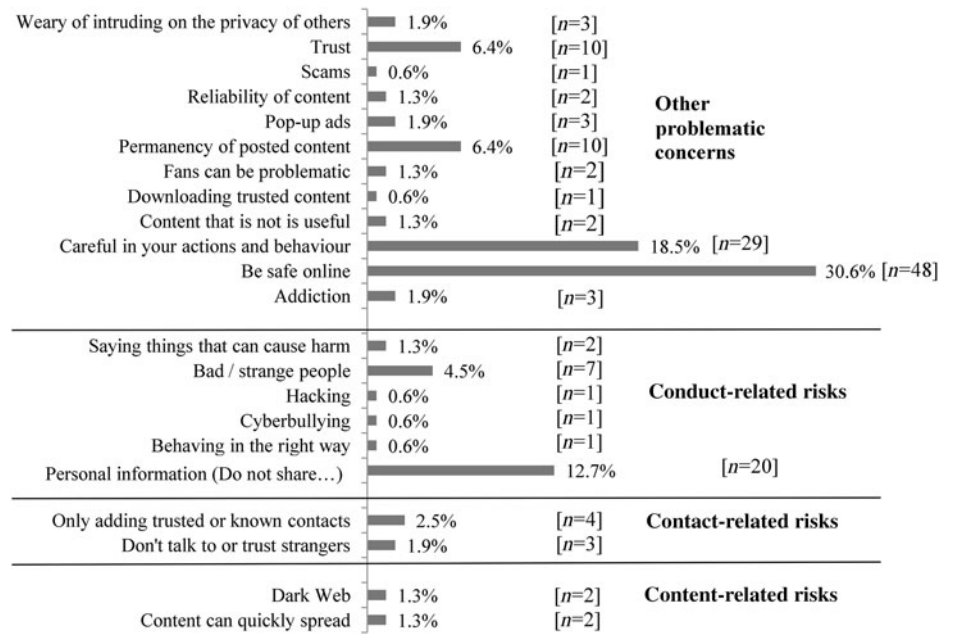 Weary of intruding on the privacy of others 1.9% [n=3]
Trust 6.4% [n=10]
Scams 0.6% [n=1]
Reliability of content 1.3% [n=2]
Pop-up ads 1.9% [n=3]
Permanency of posted content 6.4% [n=10]
Fans can be problematic 1.3% [n=2]
Downloading trusted content 0.6% [n=1]
Content that is not is useful 1.3% [n=2]
Careful in your actions and behaviour 18.5% [n=29]
Be safe online 30.6% [n=48]
Addiction 1.9% [n=3]
Other
problematic
concerns
Saying things that can cause harm 1.3% [n=2]
Bad / strange people 4.5% [n=7]
Hacking 0.6% [n=1]
Cyberbullying 0.6% [n=1]
Behaving in the right way 0.6% [n=1]
Personal information (Do not share…) 12.7% [n=20]
Conduct-related risks
Only adding trusted or known contacts 2.5% [n=4]
Don't talk to or trust strangers 1.9% [n=3]
Contact-related risks
Dark Web 1.3% [n=2]
Content can quickly spread 1.3% [n=2]
Content-related risks